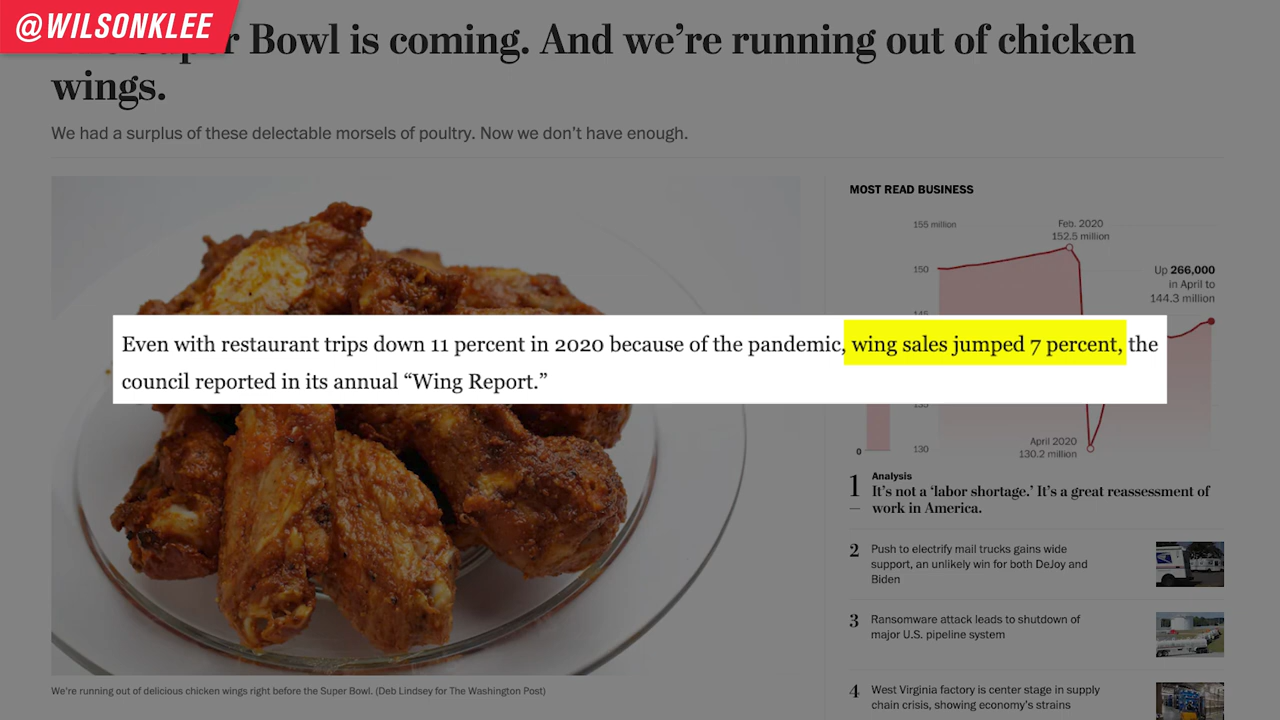 @WILSONKLEE
Bowl is coming. And we're running out of chicken
wings.
We had a surplus of these delectable morsels of poultry. Now we don't have enough.
MOST READ BUSINESS
155 million
Feb. 2020
152.5 million
150
Up 266,000
in April to
144.3 million
Even with restaurant trips down 11 percent in 2020 because of the pandemic, wing sales jumped 7 percent, the
council reported in its annual “Wing Report.”
0
130
April 2020
130.2 million
1
Analysis
It's not a ‘labor shortage.’ It's a great reassessment of
work in America.
2
Push to electrify mail trucks gains wide
support, an unlikely win for both DeJoy and
Biden
3
Ransomware attack leads to shutdown of
major U.S. pipeline system
4
West Virginia factory is center stage in supply
chain crisis, showing economy's strains
We're running out of delicious chicken wings right before the Super Bowl. (Deb Lindsey for The Washington Post)